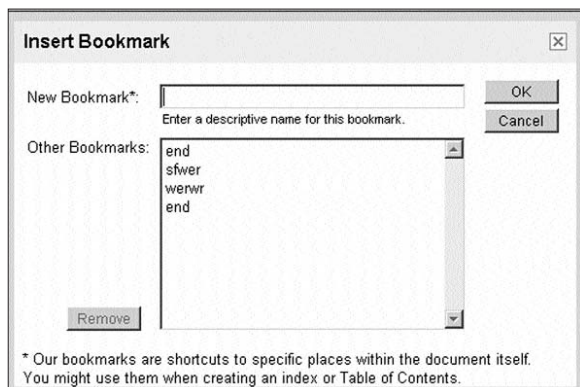 Insert Bookmark
New Bookmark*:
OK
Enter a descriptive name for this bookmark.
Cancel
Other Bookmarks:
end
sfwer
werwr
end
Remove
* Our bookmarks are shortcuts to specific places within the document itself.
You might use them when creating an index or Table of Contents.